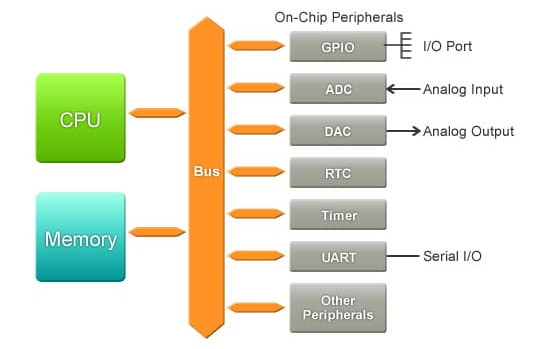 On-Chip Peripherals
GPIO
I/O Port
CPU
ADC
Analog Input
DAC
Analog Output
Bus
RTC
Memory
Timer
UART
Serial I/O
Other
Peripherals